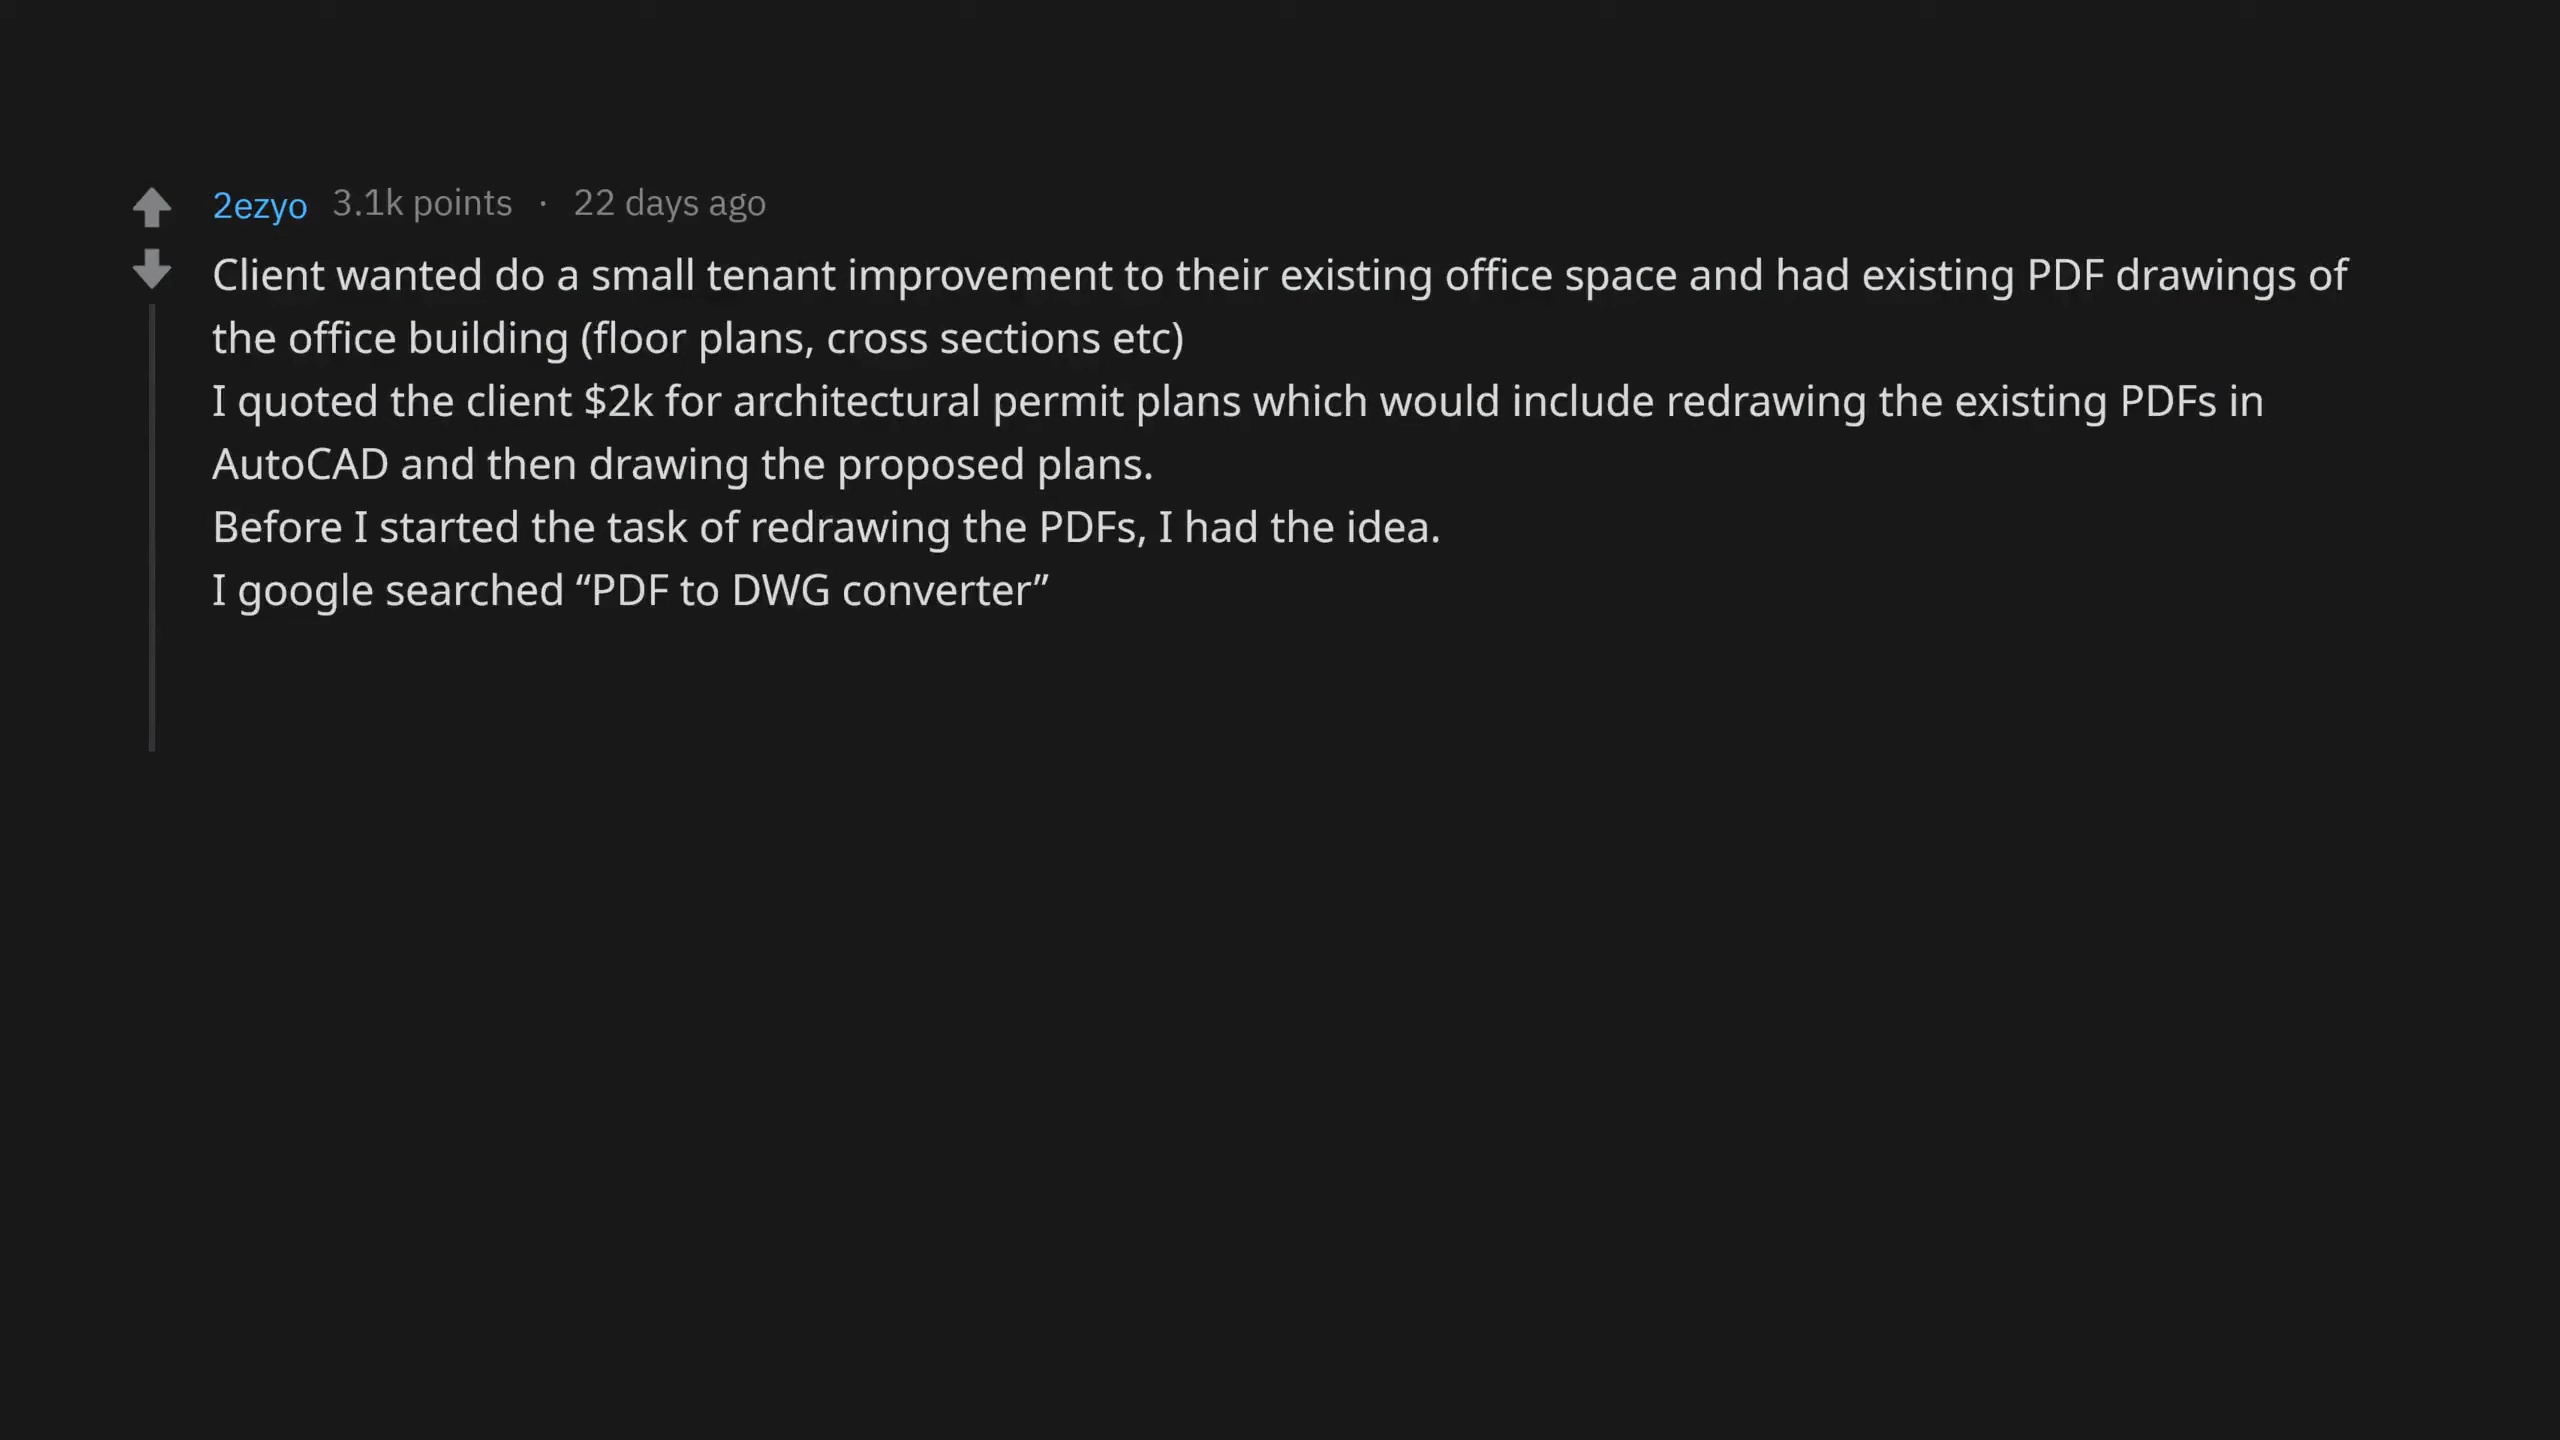 2ezyo 3.1k points · 22 days ago
Client wanted do a small tenant improvement to their existing office space and had existing PDF drawings of
the office building (floor plans, cross sections etc)
I quoted the client $2k for architectural permit plans which would include redrawing the existing PDFs in
AutoCAD and then drawing the proposed plans.
Before I started the task of redrawing the PDFs, I had the idea.
I google searched “PDF to DWG converter”